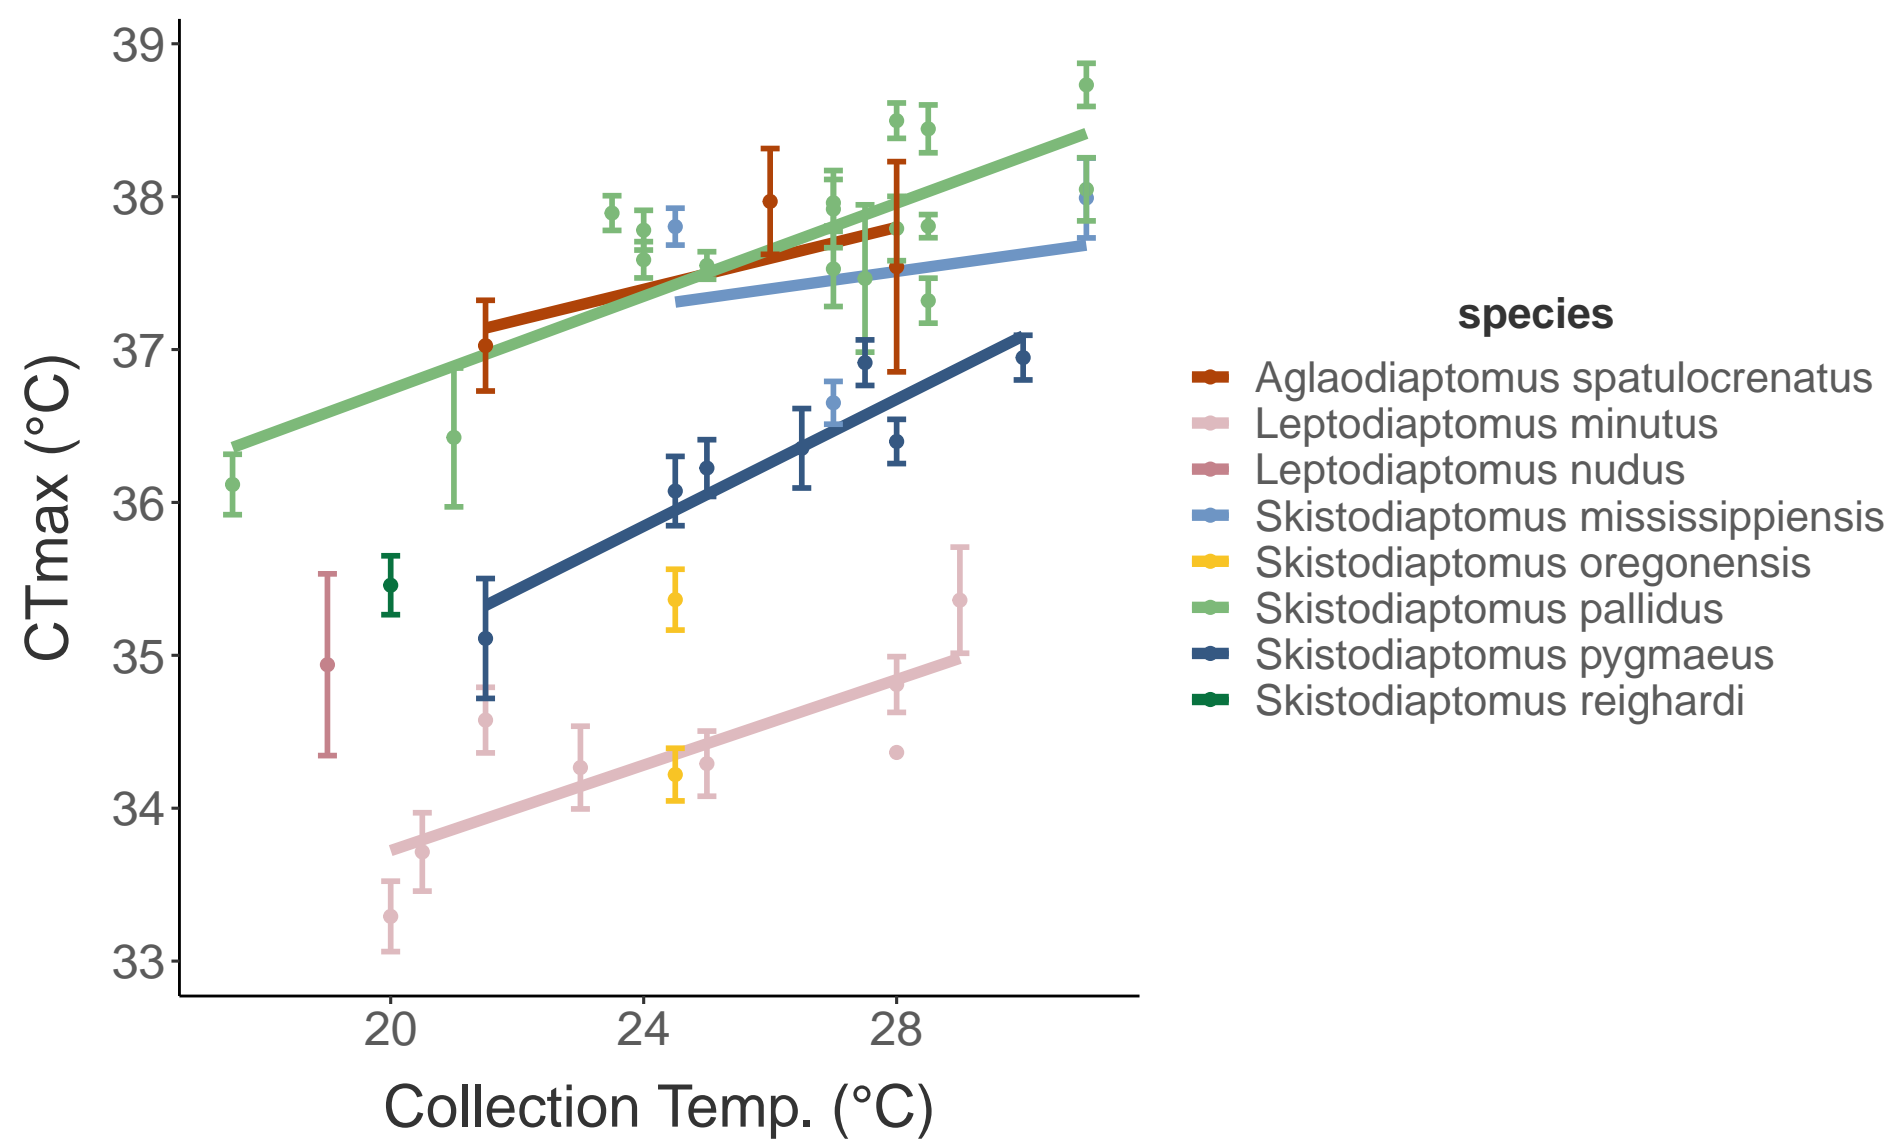 39
38
37
36
35
34
33
CTmax (°C)
20
24
28
Collection Temp. (°C)
species
Aglaodiaptomus spatulocrenatus
Leptodiaptomus minutus
Leptodiaptomus nudus
Skistodiaptomus mississippiensis
Skistodiaptomus oregonensis
Skistodiaptomus pallidus
Skistodiaptomus pygmaeus
Skistodiaptomus reighardi